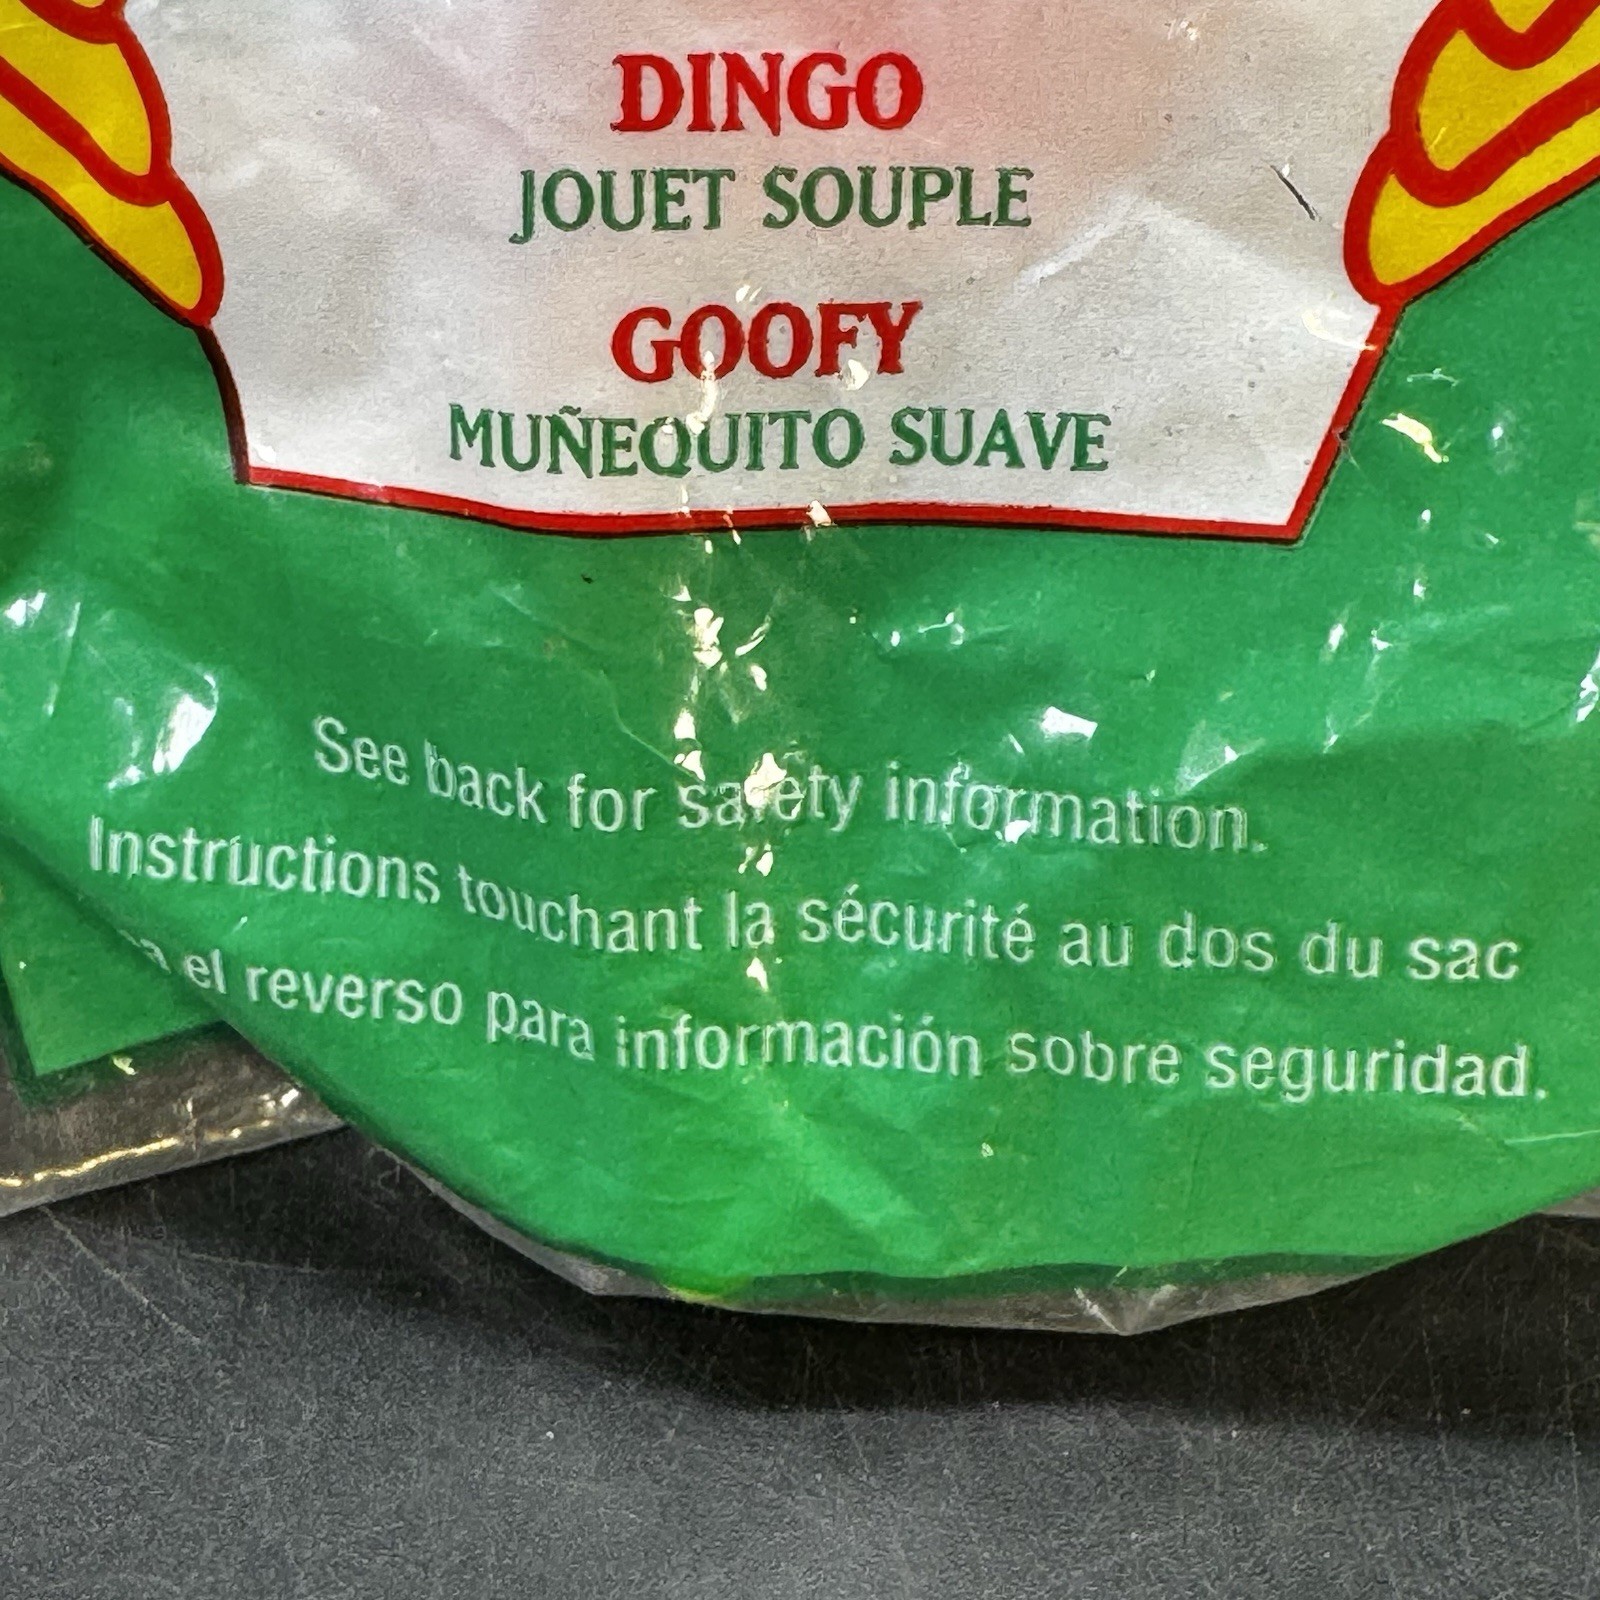 DINGO
JOUET SOUPLE
GOOFY
MUÑEQUITO SUAVE
See back for safety information.
Instructions touchant la sécurité au dos du sac
el reverso para información sobre seguridad.